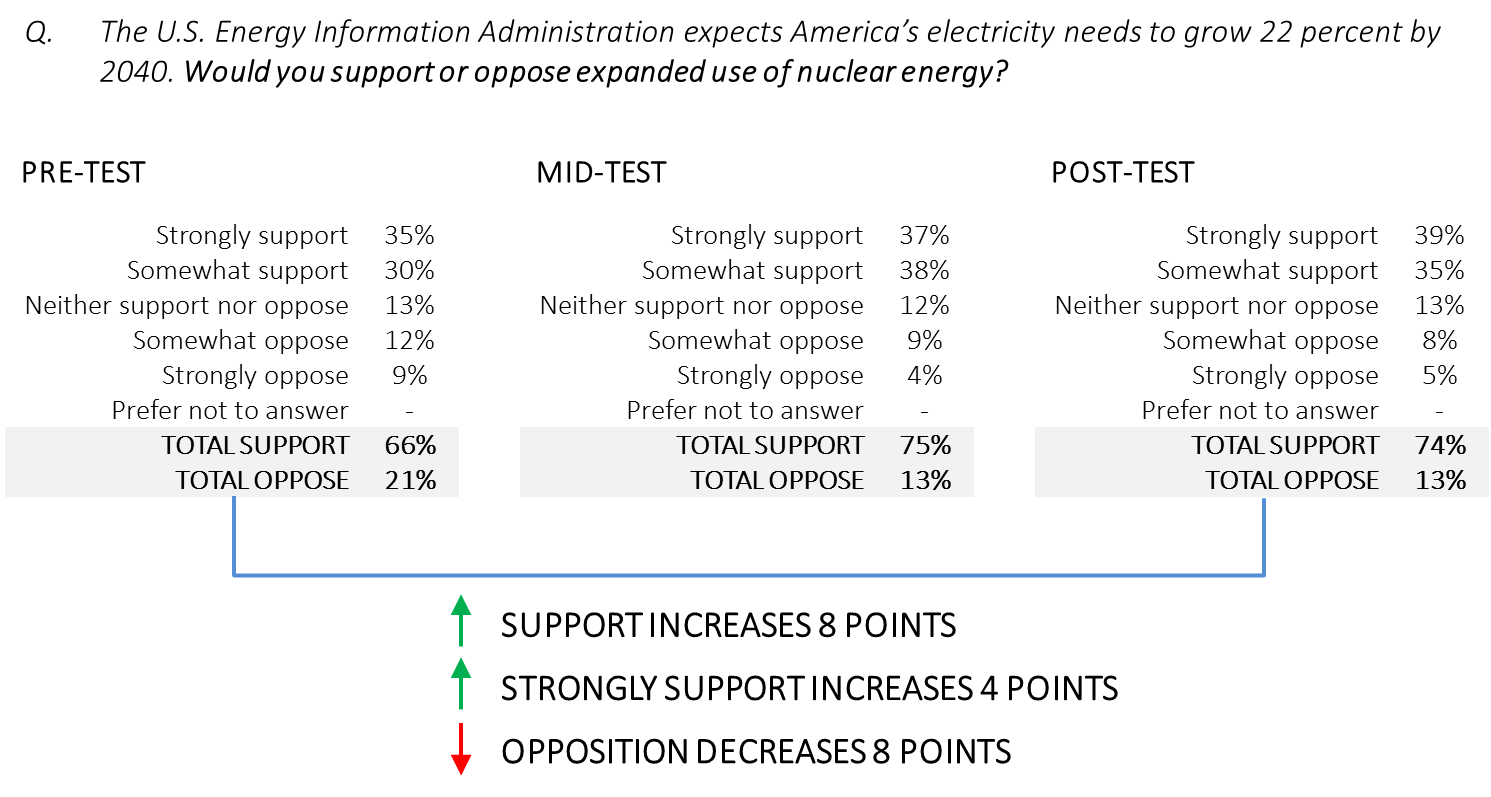 Q. The U.S. Energy Information Administration expects America’s electricity needs to grow 22 percent by
2040. Would you support or oppose expanded use of nuclear energy?
PRE-TEST
Strongly support 35%
Somewhat support 30%
Neither support nor oppose 13%
Somewhat oppose 12%
Strongly oppose 9%
Prefer not to answer -
TOTAL SUPPORT 66%
TOTAL OPPOSE 21%
MID-TEST
Strongly support 37%
Somewhat support 38%
Neither support nor oppose 12%
Somewhat oppose 9%
Strongly oppose 4%
Prefer not to answer -
TOTAL SUPPORT 75%
TOTAL OPPOSE 13%
POST-TEST
Strongly support 39%
Somewhat support 35%
Neither support nor oppose 13%
Somewhat oppose 8%
Strongly oppose 5%
Prefer not to answer -
TOTAL SUPPORT 74%
TOTAL OPPOSE 13%
SUPPORT INCREASES 8 POINTS
STRONGLY SUPPORT INCREASES 4 POINTS
OPPOSITION DECREASES 8 POINTS